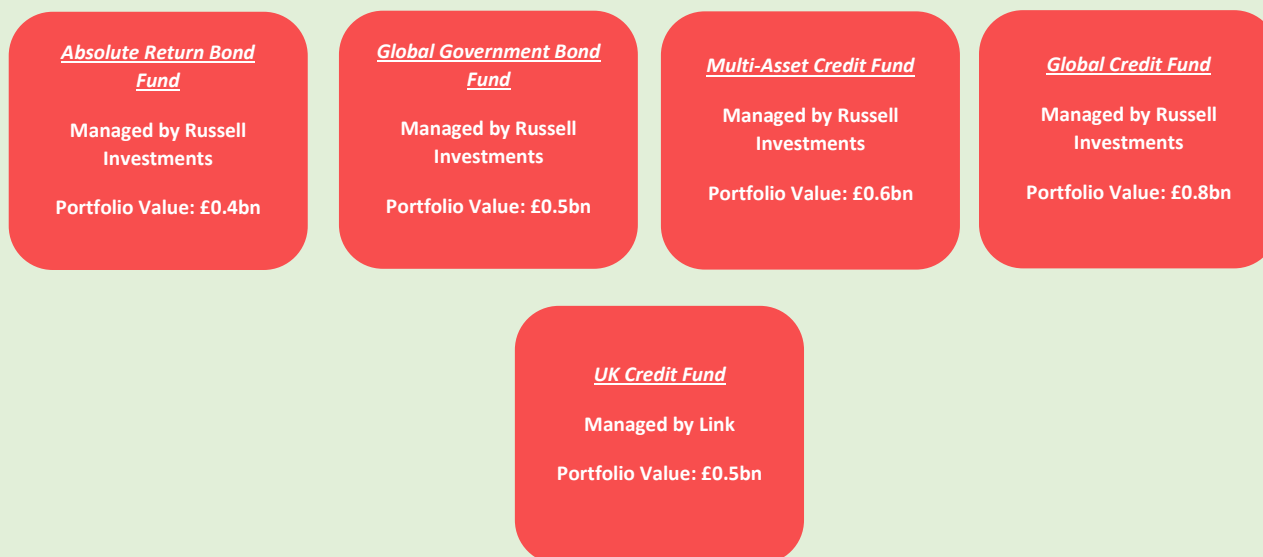 Absolute Return Bond
Fund
Managed by Russell
Investments
Portfolio Value: £0.4bn
Global Government Bond
Fund
Managed by Russell
Investments
Portfolio Value: £0.5bn
Multi-Asset Credit Fund
Managed by Russell
Investments
Portfolio Value: £0.6bn
Global Credit Fund
Managed by Russell
Investments
Portfolio Value: £0.8bn
UK Credit Fund
Managed by Link
Portfolio Value: £0.5bn